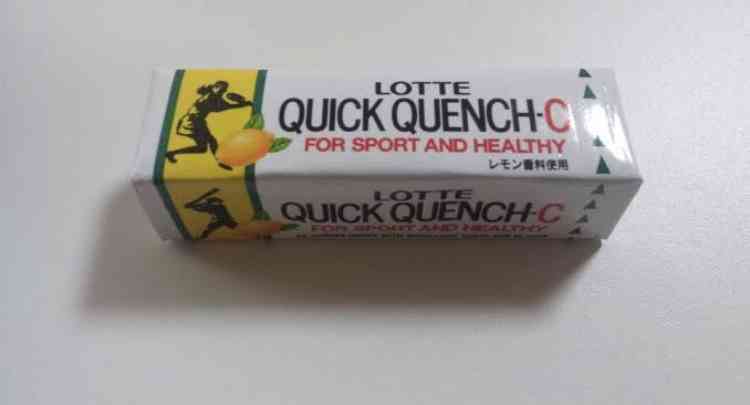 LOTTE
QUICK QUENCH-C
FOR SPORT AND HEALTHY
レモン香料使用
LOTTE
QUICK QUENCH-C
FOR SPORT AND HEALTHY